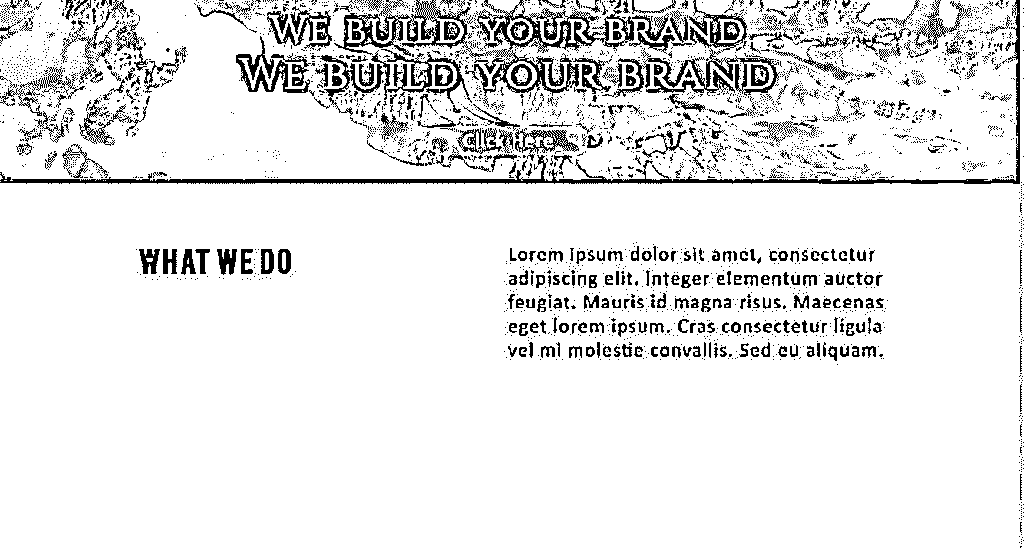 WE BUILD YOUR BRAND
WE BUILD YOUR BRAND
Click Here
WHAT WE DO
Lorem ipsum dolor sit amet, consectetur
adipiscing elit. Integer elementum auctor
feugiat. Mauris id magna risus. Maecenas
eget lorem ipsum. Cras consectetur ligula
vel mi molestie convallis. Sed eu aliquam.